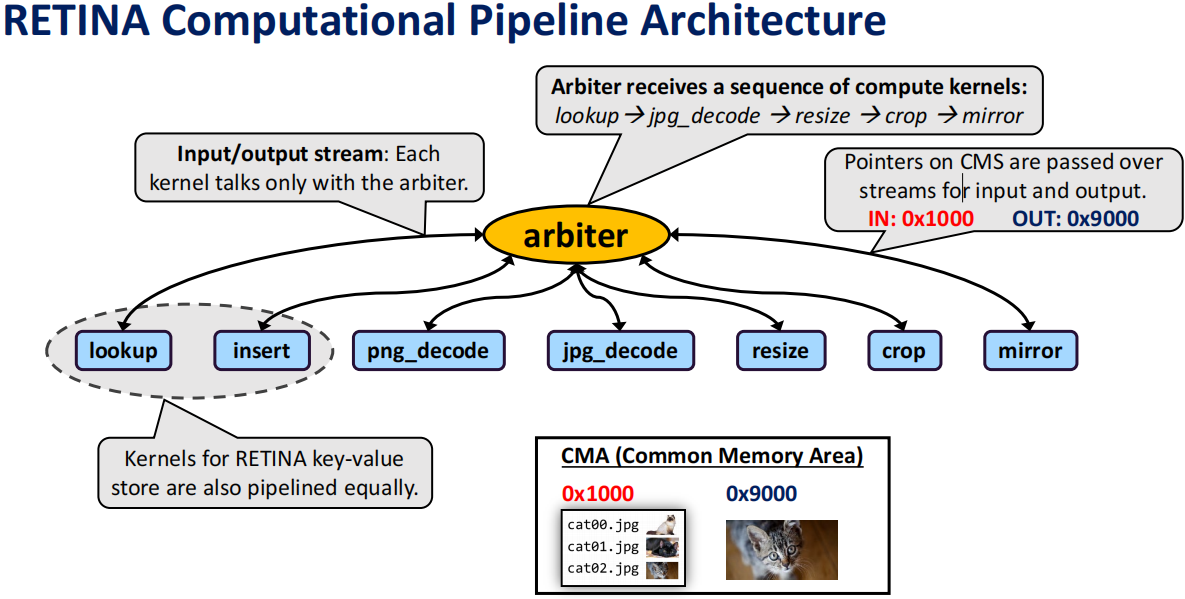 RETINA Computational Pipeline Architecture
Arbiter receives a sequence of compute kernels:
lookup → jpg_decode → resize → crop → mirror
Input/output stream: Each
kernel talks only with the arbiter.
Pointers on CMS are passed over
streams for input and output.
IN: 0x1000 OUT: 0x9000
arbiter
lookup
insert
png_decode
jpg_decode
resize
crop
mirror
Kernels for RETINA key-value
store are also pipelined equally.
CMA (Common Memory Area)
0x1000 0x9000
cat00.jpg
cat01.jpg
cat02.jpg